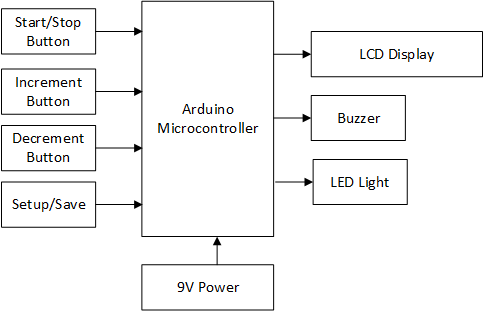 Start/Stop
Button
Increment
Button
Decrement
Button
Setup/Save
Arduino
Microcontroller
LCD Display
Buzzer
LED Light
9V Power